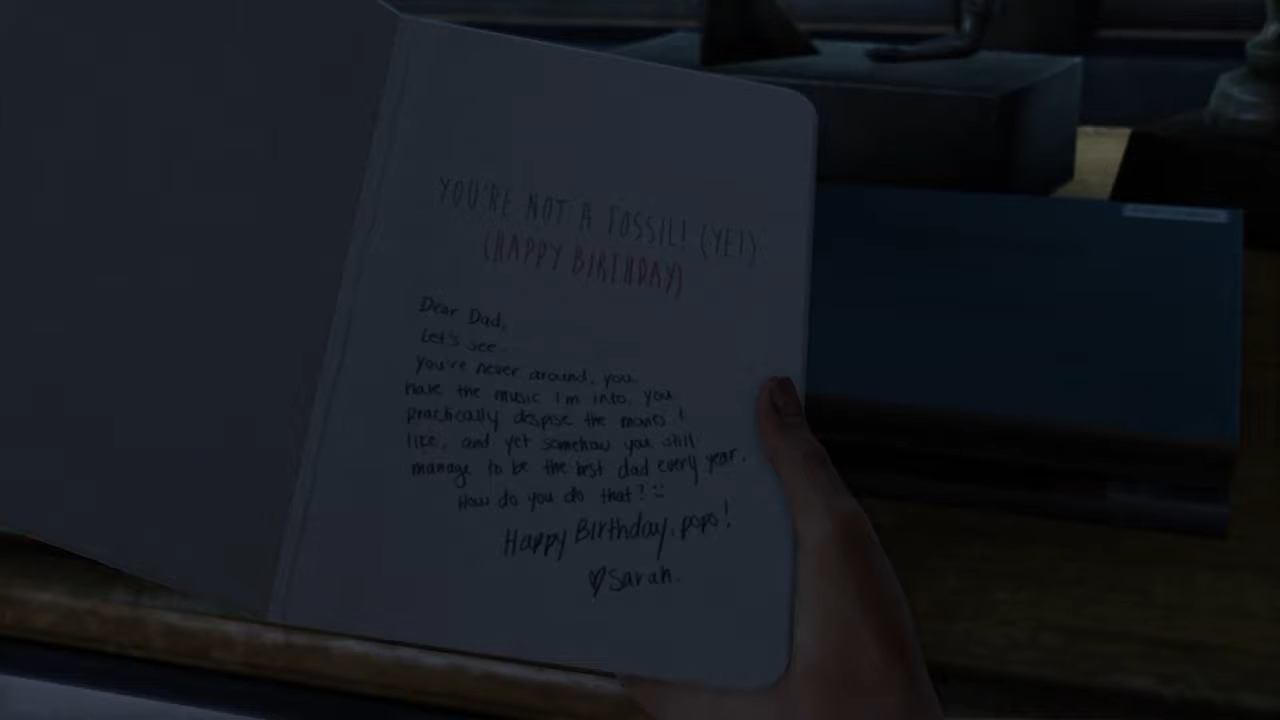 YOU'RE NOT A FOSSIL! (YET)
(HAPPY BIRTHDAY)
Dear Dad,
Let's see...
You're never around, you
hate the music I'm into, you
practically despise the movies I
like, and yet somehow you still
manage to be the best dad every year.
How do you do that? :)
Happy Birthday, papa!
♡ Sarah.